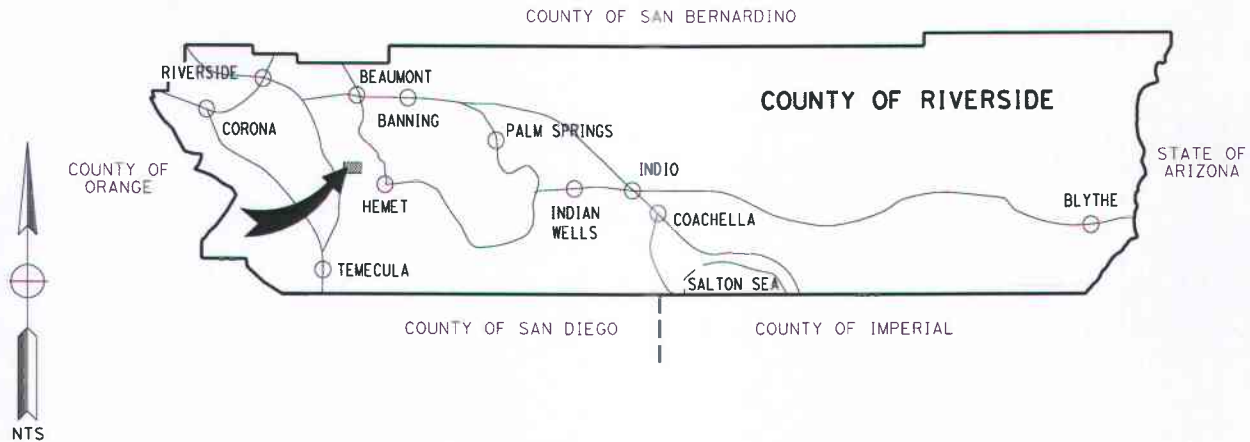 COUNTY OF SAN BERNARDINO
RIVERSIDE
BEAUMONT
COUNTY OF RIVERSIDE
CORONA
BANNING
PALM SPRINGS
COUNTY OF
ORANGE
STATE OF
ARIZONA
INDIO
HEMET
INDIAN
WELLS
COACHELLA
BLYTHE
TEMECULA
SALTON SEA
COUNTY OF SAN DIEGO
COUNTY OF IMPERIAL
NTS